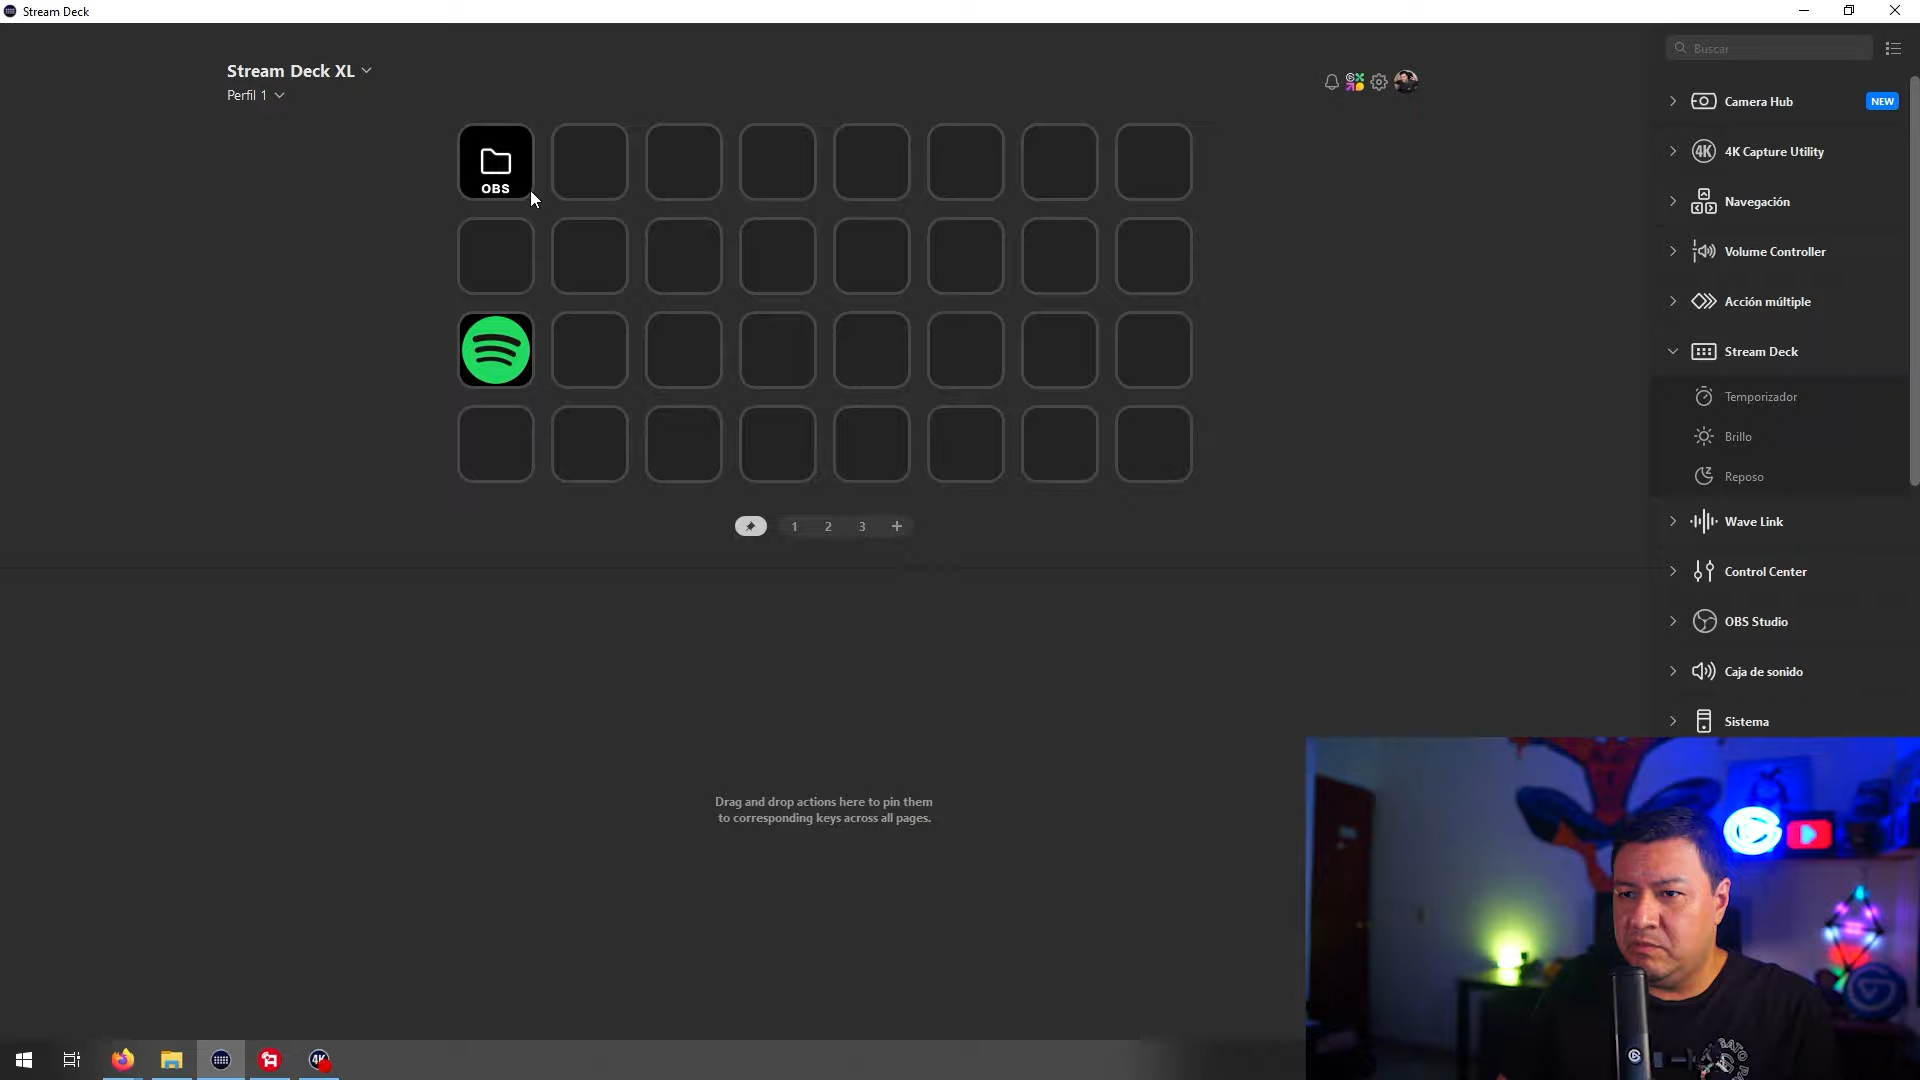 Stream Deck
Stream Deck XL
Perfil 1
OBS
1 2 3 +
Drag and drop actions here to pin them
to corresponding keys across all pages.
Buscar
Camera Hub NEW
4K 4K Capture Utility
Navegación
Volume Controller
Acción múltiple
Stream Deck
Temporizador
Brillo
Reposo
Wave Link
Control Center
OBS Studio
Caja de sonido
Sistema
4K